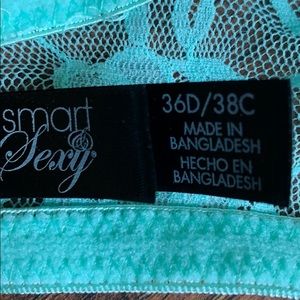 smart
& Sexy
36D/38C
MADE IN
BANGLADESH
HECHO EN
BANGLADESH